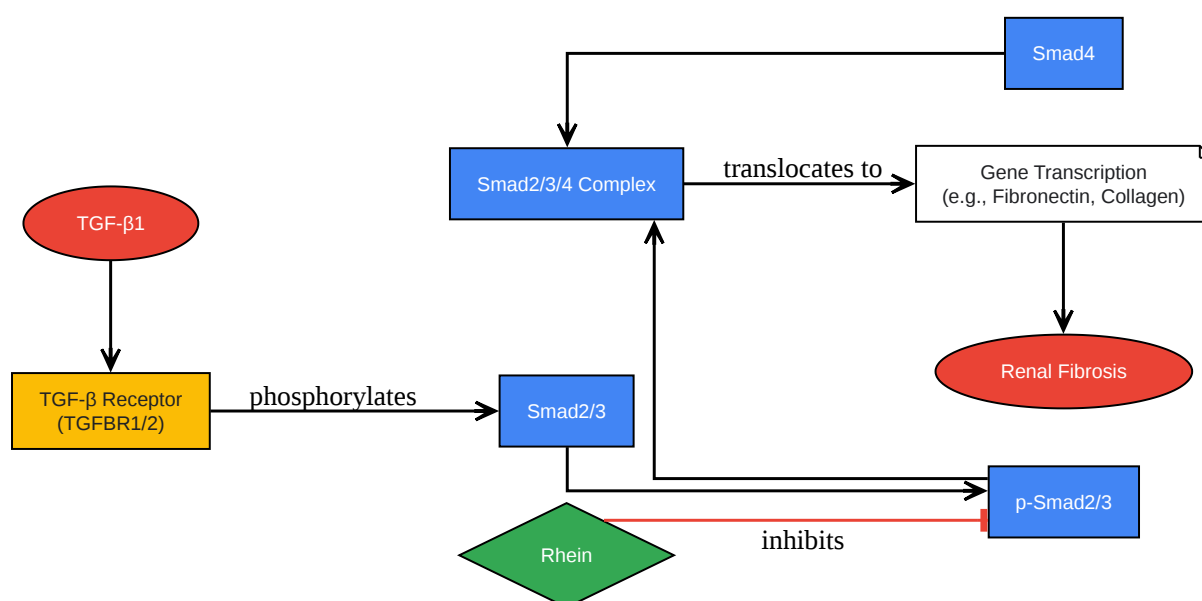 Smad4
Smad2/3/4 Complex
translocates to
Gene Transcription
(e.g., Fibronectin, Collagen)
TGF-β1
Renal Fibrosis
TGF-β Receptor
(TGFBR1/2)
phosphorylates
Smad2/3
p-Smad2/3
Rhein
inhibits